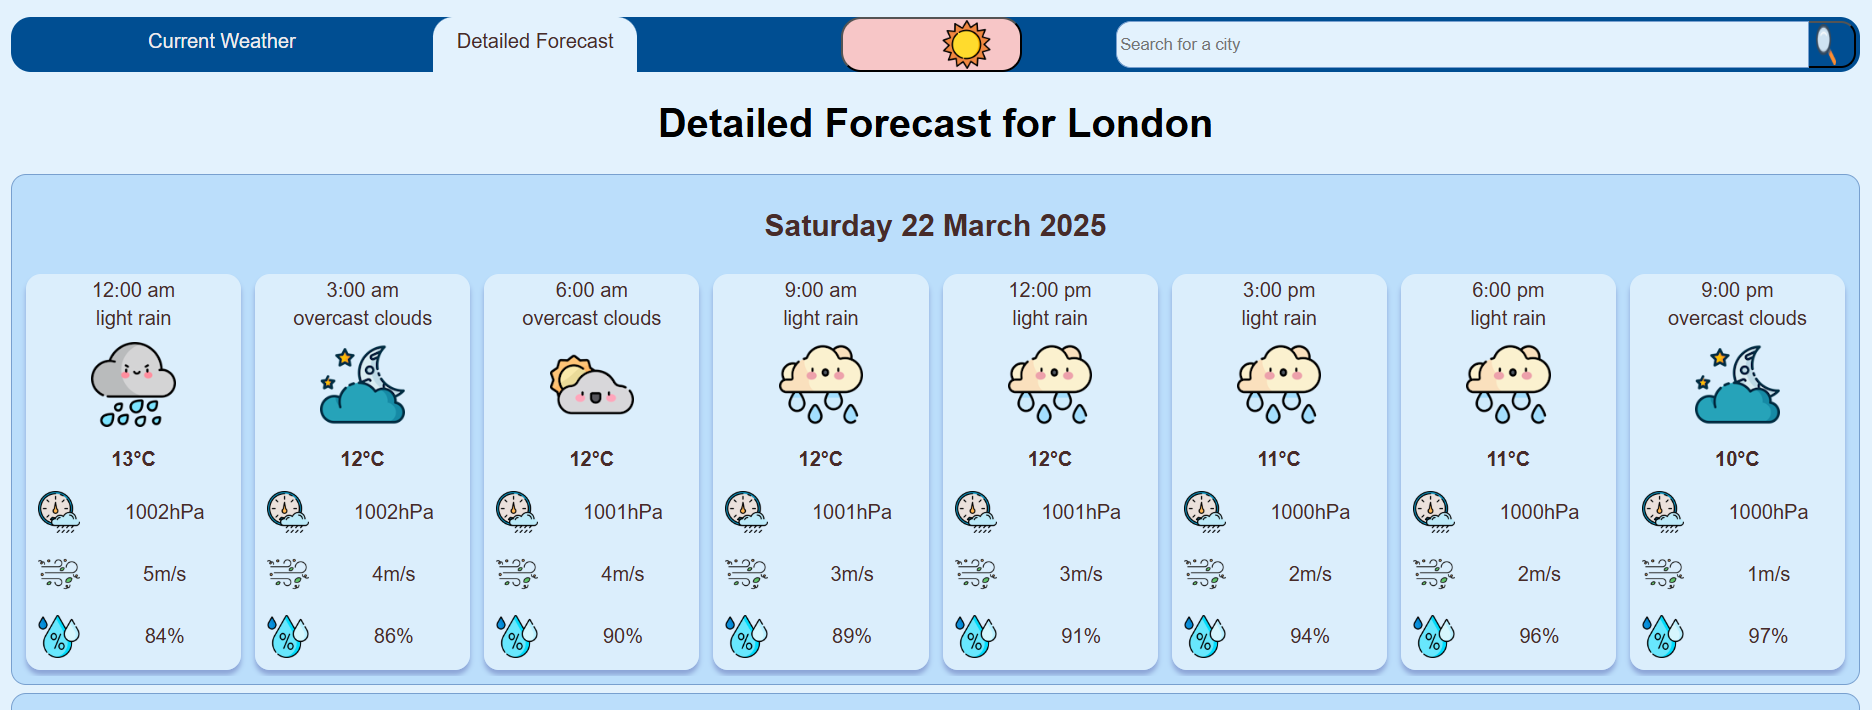 Current Weather
Detailed Forecast
Search for a city
Detailed Forecast for London
Saturday 22 March 2025
12:00 am
light rain
13°C
1002hPa
5m/s
%
84%
3:00 am
overcast clouds
12°C
1002hPa
4m/s
%
86%
6:00 am
overcast clouds
12°C
1001hPa
4m/s
%
90%
9:00 am
light rain
12°C
1001hPa
3m/s
%
89%
12:00 pm
light rain
12°C
1001hPa
3m/s
%
91%
3:00 pm
light rain
11°C
1000hPa
2m/s
%
94%
6:00 pm
light rain
11°C
1000hPa
2m/s
%
96%
9:00 pm
overcast clouds
10°C
1000hPa
1m/s
%
97%